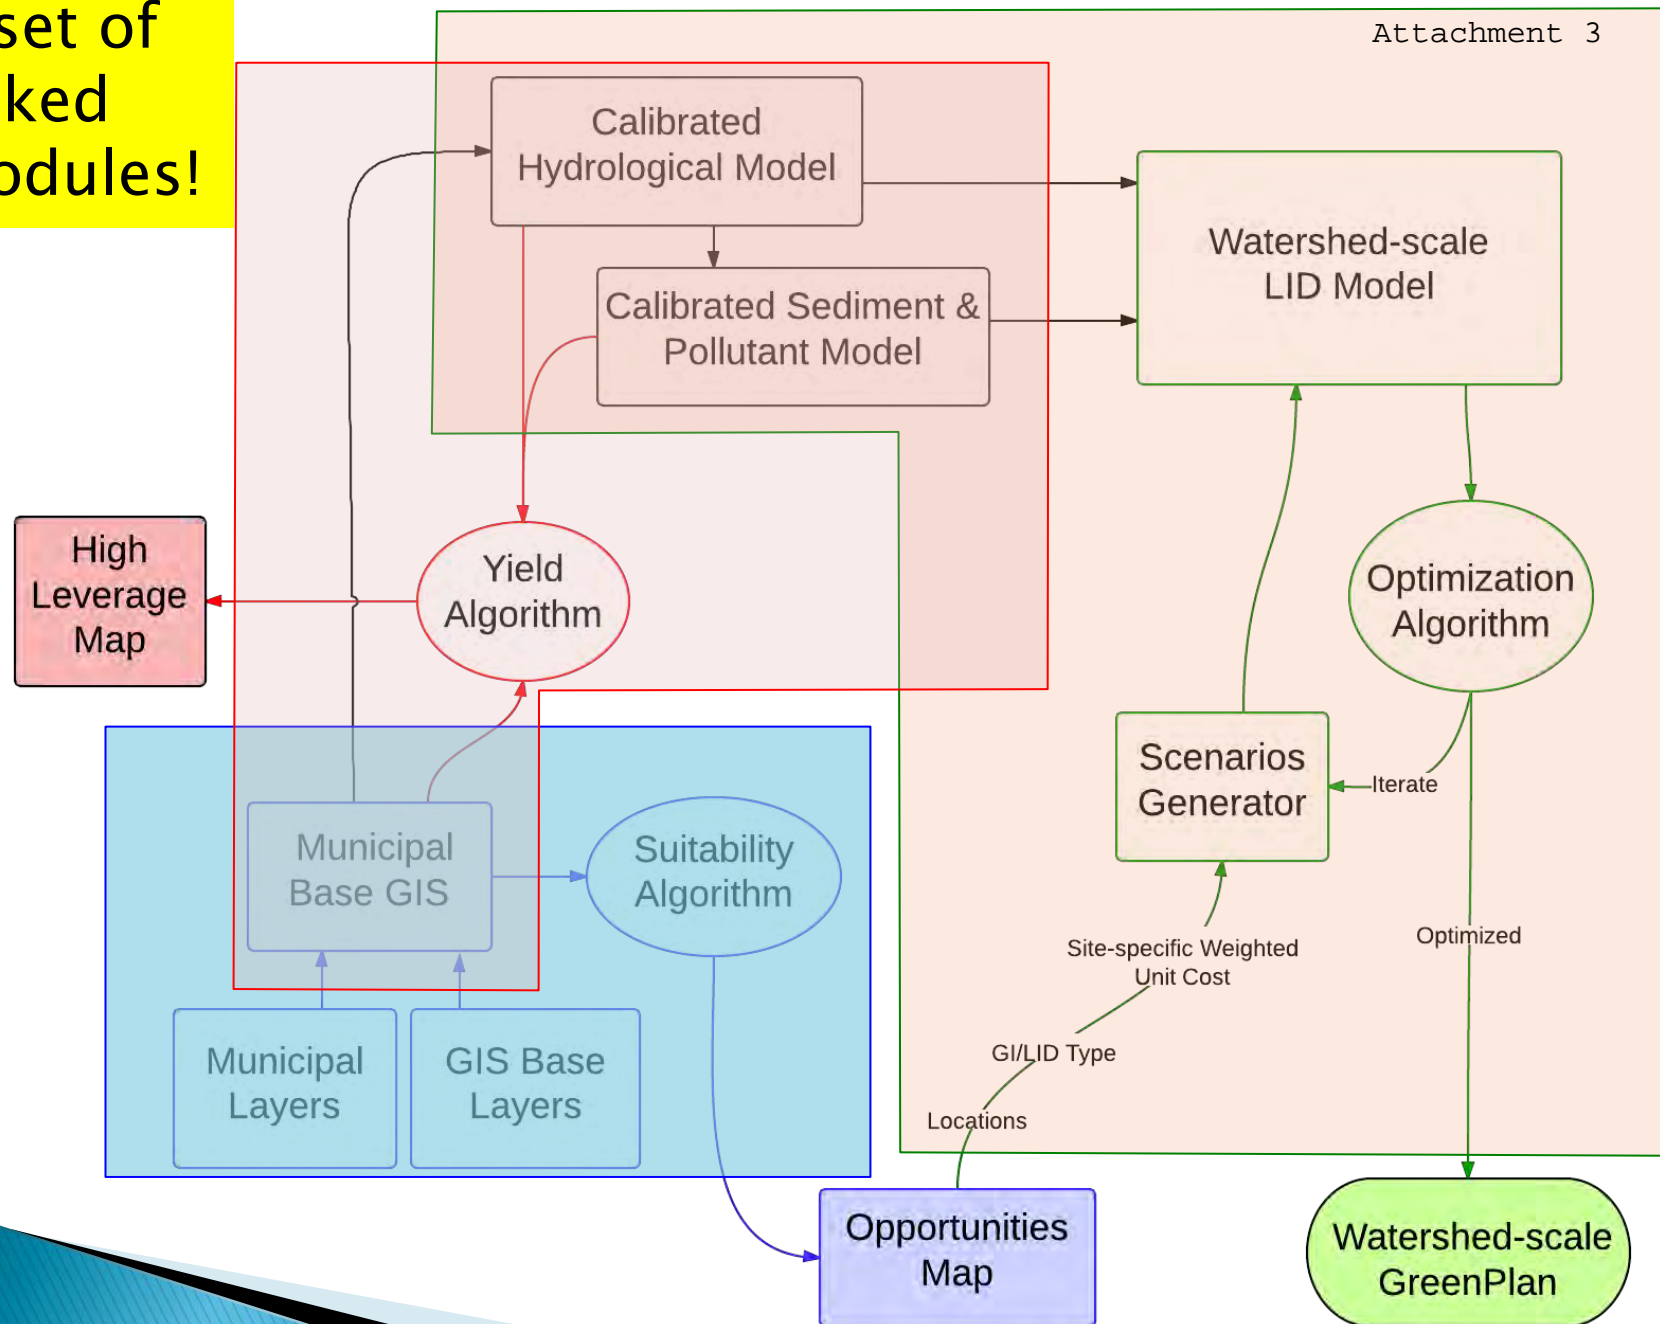 set of
ked
odules!
Attachment 3
Calibrated
Hydrological Model
Calibrated Sediment &
Pollutant Model
Watershed-scale
LID Model
High
Leverage
Map
Yield
Algorithm
Optimization
Algorithm
Scenarios
Generator
Iterate
Municipal
Base GIS
Suitability
Algorithm
Optimized
Site-specific Weighted
Unit Cost
GI/LID Type
Locations
Municipal
Layers
GIS Base
Layers
Opportunities
Map
Watershed-scale
GreenPlan